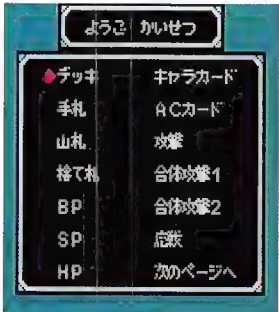 ようご かいせつ
デッキ
手札
山札
捨て札
BP
SP
HP
キャラカード
ACカード
攻撃
合体攻撃1
合体攻撃2
応戦
次のページへ